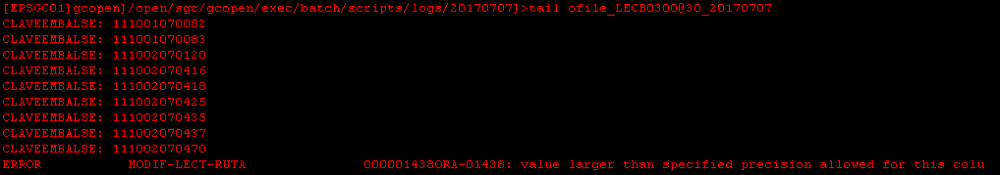 [EPSGC01]gcopen]/open/sgc/gcopen/exec/batch/scripts/logs/20170707]>tail ofile_LECB0300@30_20170707
CLAVEEMBALSE: 111001070082
CLAVEEMBALSE: 111001070083
CLAVEEMBALSE: 111002070120
CLAVEEMBALSE: 111002070416
CLAVEEMBALSE: 111002070418
CLAVEEMBALSE: 111002070425
CLAVEEMBALSE: 111002070435
CLAVEEMBALSE: 111002070437
CLAVEEMBALSE: 111002070470
ERROR MODIF-LECT-RUTA 000001438ORA-01438: value larger than specified precision allowed for this colu